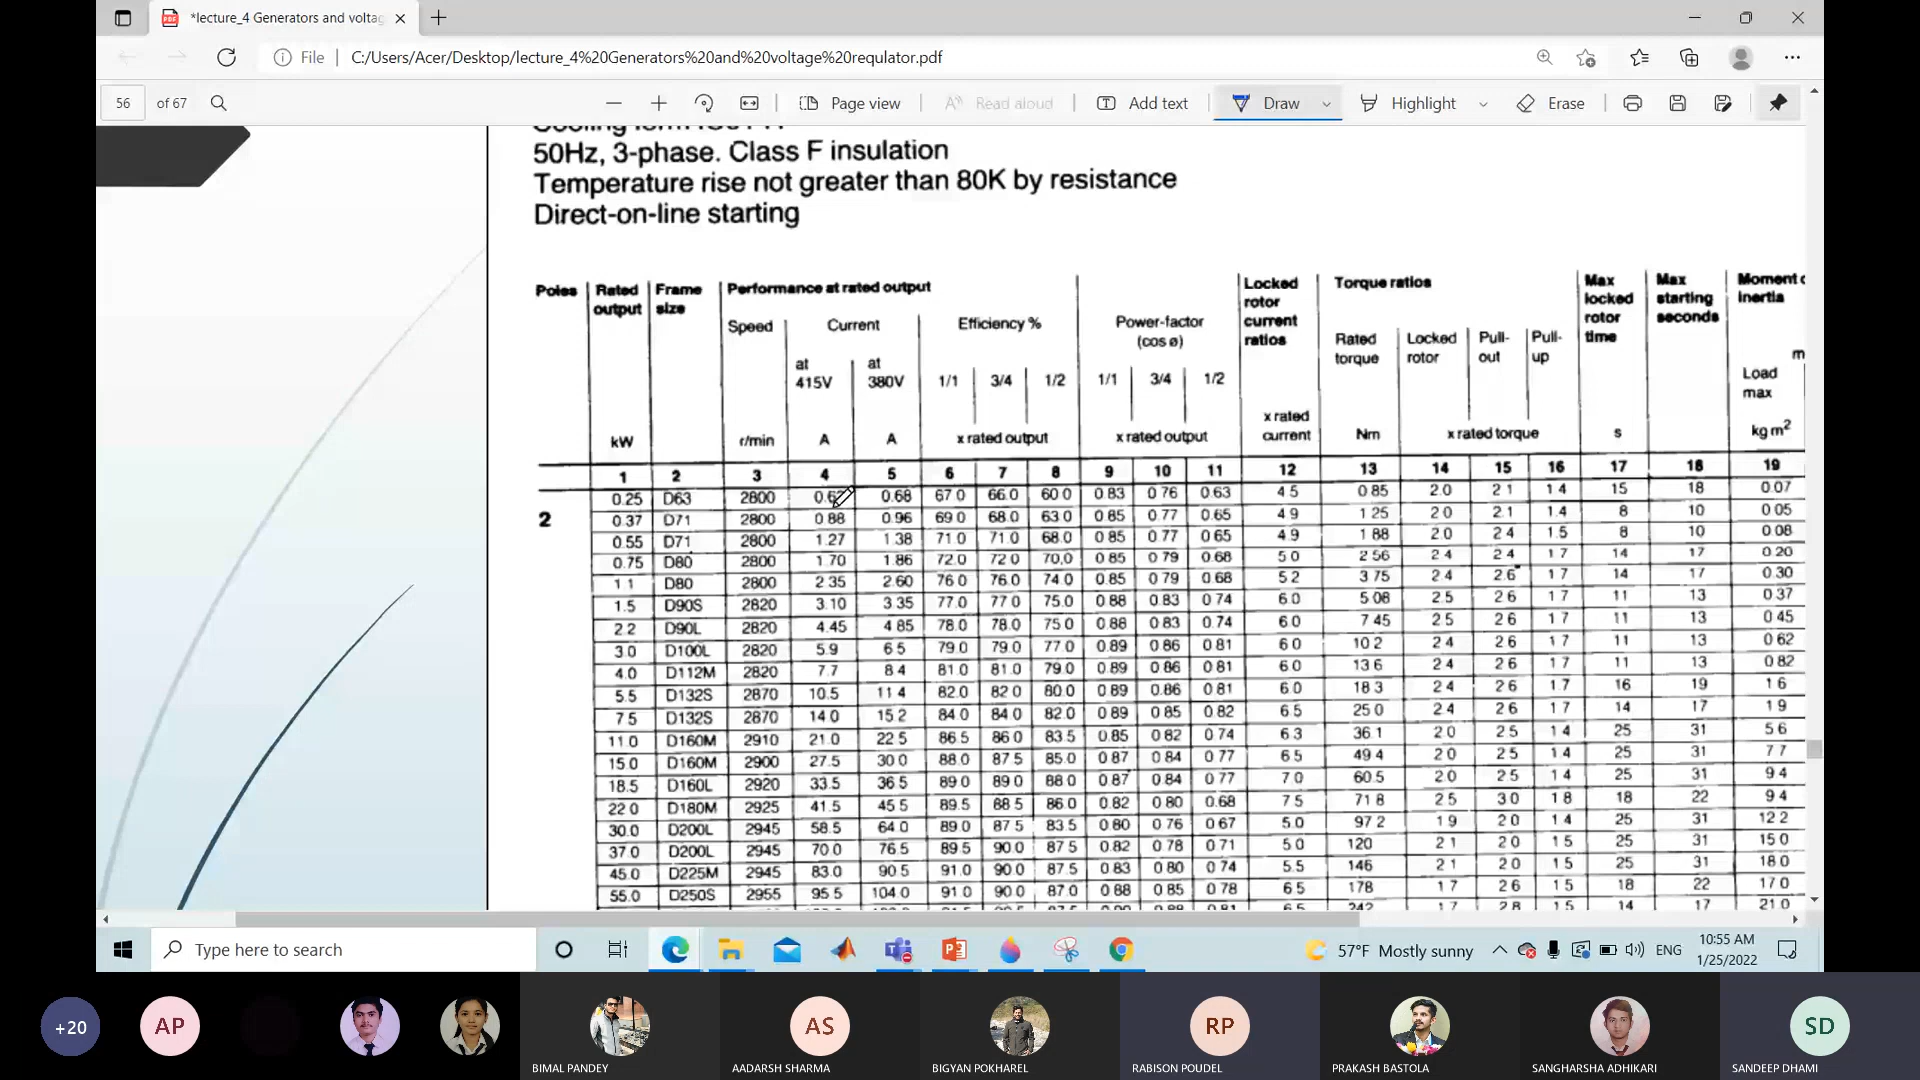 *lecture_4 Generators and volta
File C:/Users/Acer/Desktop/lecture_4%20Generators%20and%20voltage%20requlator.pdf
56 of 67 Page view Read aloud Add text Draw Highlight Erase
50Hz, 3-phase. Class F insulation
Temperature rise not greater than 80K by resistance
Direct-on-line starting
Poles Rated output Frame size Performance at rated output Locked rotor current ratios Torque ratios Max locked rotor time Max starting seconds Moment inertia
Speed Current Efficiency % Power-factor (cos ø) Rated torque Locked rotor Pull-out Pull-up
at 415V at 380V 1/1 3/4 1/2 1/1 3/4 1/2 Load max
kW r/min A A x rated output x rated output x rated current Nm x rated torque s kg m²
1 2 3 4 5 6 7 8 9 10 11 12 13 14 15 16 17 18 19
0.25 D63 2800 0.68 67 0 66.0 60 0 0.83 0 76 0.63 4 5 0 85 2.0 2 1 1 4 15 18 0 07
2 0.37 D71 2800 0 88 0.96 69 0 68 0 63 0 0.85 0.77 0.65 4 9 1 25 2 0 2.1 1.4 8 10 0 05
0.55 D71 2800 1.27 1.38 71 0 71 0 68.0 0.85 0 77 0.65 4.9 1 88 2.0 2 4 1.5 8 10 0 08
0.75 D80 2800 1 70 1.86 72.0 72 0 70.0 0.85 0 79 0.68 5 0 2 56 2 4 2 4 1 7 14 17 0.20
1 1 D80 2800 2 35 2.60 76 0 76.0 74 0 0.85 0.79 0 68 5 2 3 75 2 4 2.6 1 7 14 17 0.30
1.5 D90S 2820 3.10 3.35 77.0 77 0 75.0 0 88 0 83 0 74 6.0 5 08 2.5 2 6 1.7 11 13 0 37
2 2 D90L 2820 4.45 4 85 78.0 78.0 75 0 0.88 0 83 0.74 6 0 7 45 2.5 2 6 1 7 11 13 0 45
3 0 D100L 2820 5.9 6 5 79 0 79.0 77 0 0.89 0 86 0 81 6 0 10 2 2 4 2 6 1.7 11 13 0 62
4.0 D112M 2820 7.7 8 4 81.0 81.0 79.0 0.89 0 86 0.81 6.0 13 6 2 4 2 6 1 7 11 13 0 82
5.5 D132S 2870 10.5 11 4 82.0 82 0 80.0 0.89 0.86 0.81 6 0 18 3 2 4 2 6 1 7 16 19 1 6
7 5 D132S 2870 14 0 15 2 84 0 84 0 82.0 0 89 0.85 0 82 6.5 25 0 2 4 2 6 1 7 14 17 1 9
11.0 D160M 2910 21.0 22 5 86.5 86 0 83.5 0.85 0 82 0 74 6.3 36.1 2 0 2.5 1 4 25 31 5 6
15.0 D160M 2900 27.5 30 0 88.0 87.5 85.0 0 87 0 84 0 77 6 5 49 4 2 0 2.5 1 4 25 31 7 7
18.5 D160L 2920 33.5 36 5 89.0 89 0 88 0 0.87 0 84 0.77 7 0 60.5 2 0 2.5 1 4 25 31 9 4
22 0 D180M 2925 41.5 45 5 89.5 88 5 86 0 0.82 0.80 0.68 7.5 71 8 2 5 3 0 1 8 18 22 9 4
30.0 D200L 2945 58.5 64 0 89 0 87 5 83.5 0 80 0 76 0 67 5.0 97 2 1 9 2 0 1 4 25 31 12 2
37.0 D200L 2945 70 0 76.5 89.5 90 0 87 5 0.82 0 78 0.71 5 0 120 2 1 2 0 1 5 25 31 15 0
45.0 D225M 2945 83.0 90 5 91.0 90 0 87.5 0 83 0 80 0 74 5.5 146 2 1 2 0 1 5 25 31 18 0
55.0 D250S 2955 95.5 104.0 91.0 90.0 87.0 0 88 0 85 0 78 6 5 178 1 7 2 6 1 5 18 22 17 0
6.5 242 1.7 2 8 1.5 14 17 21 0
Type here to search 57°F Mostly sunny ENG 10:55 AM
1/25/2022
+20 AP AS RP SD
BIMAL PANDEY AADARSH SHARMA BIGYAN POKHAREL RABISON POUDEL PRAKASH BASTOLA SANGHARSHA ADHIKARI SANDEEP DHAMI